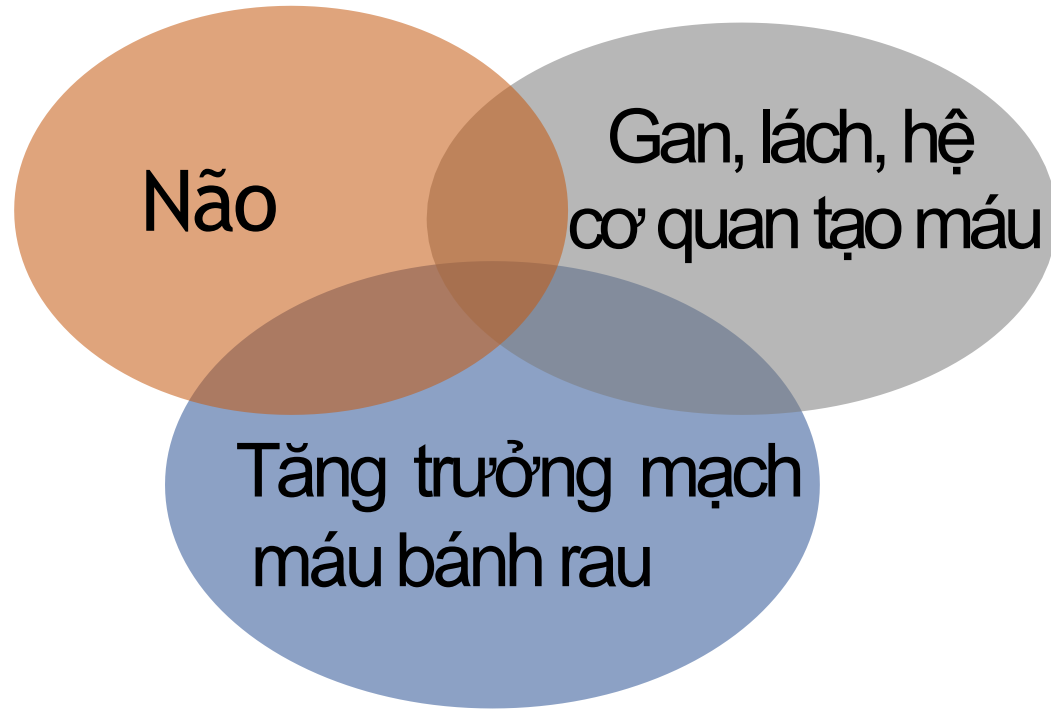 Não
Gan, lách, hệ
cơ quan tạo máu
Tăng trưởng mạch
máu bánh rau